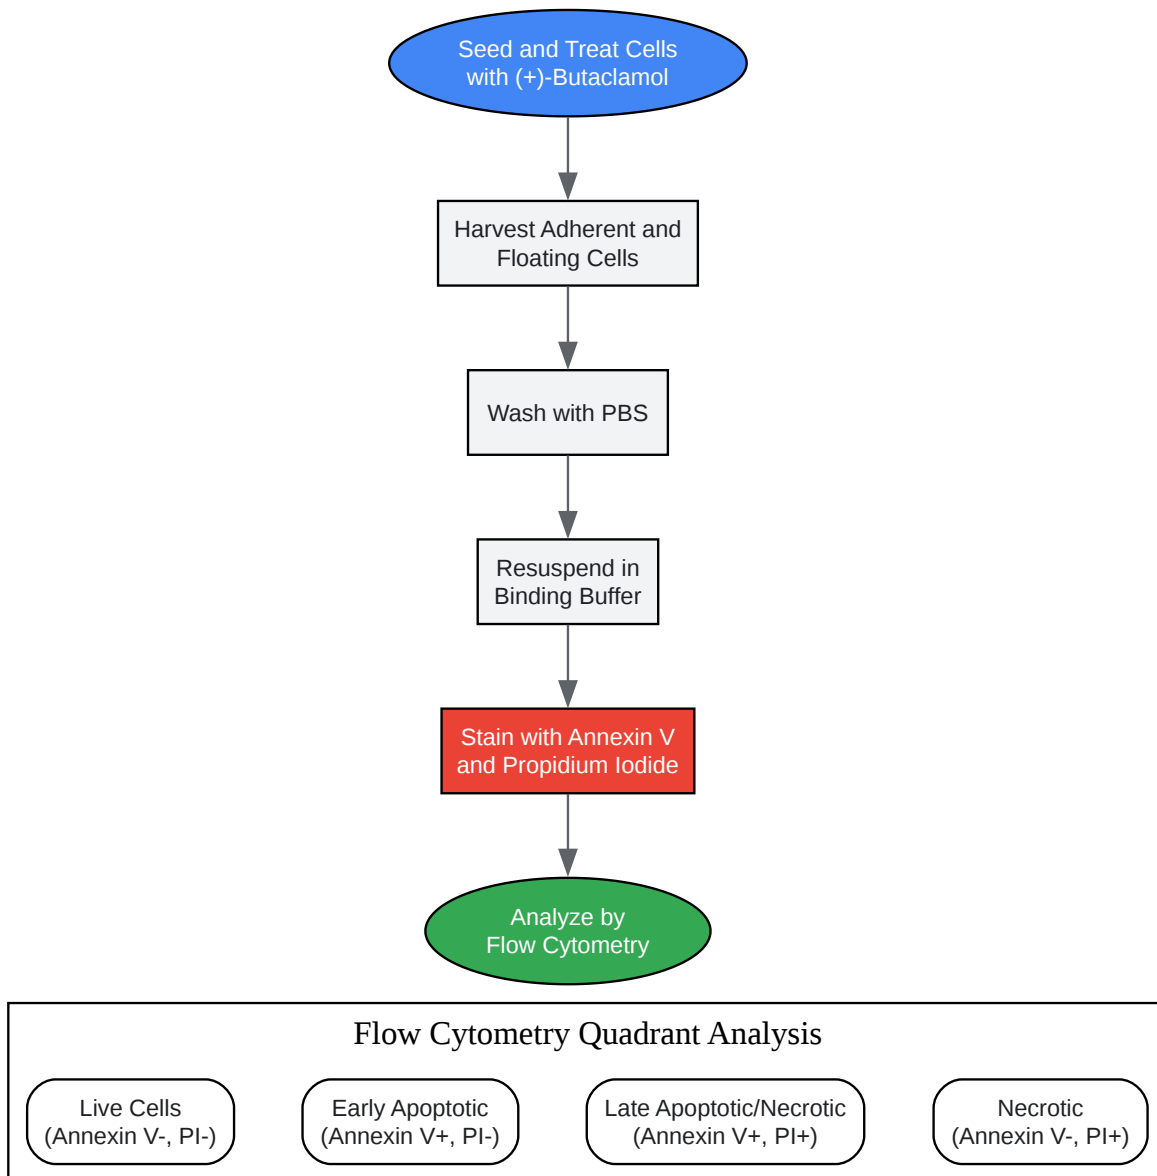 Seed and Treat Cells
with (+)-Butaclamol
Harvest Adherent and
Floating Cells
Wash with PBS
Resuspend in
Binding Buffer
Stain with Annexin V
and Propidium Iodide
Analyze by
Flow Cytometry
Flow Cytometry Quadrant Analysis
Live Cells
(Annexin V-, PI-)
Early Apoptotic
(Annexin V+, PI-)
Late Apoptotic/Necrotic
(Annexin V+, PI+)
Necrotic
(Annexin V-, PI+)